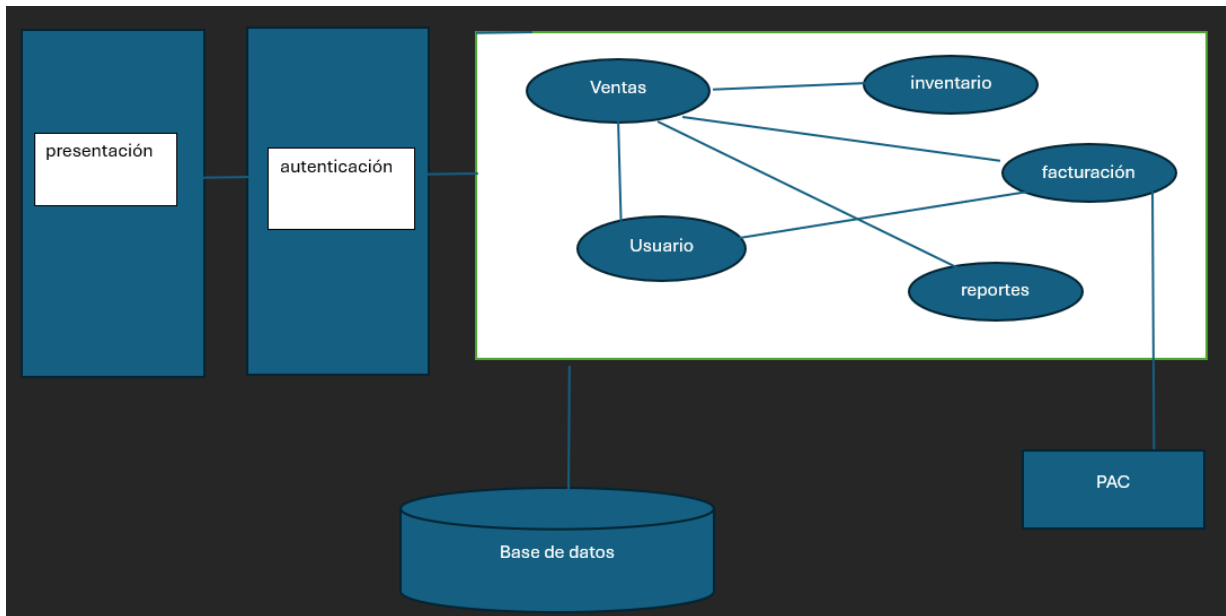 presentación
autenticación
Ventas
inventario
facturación
Usuario
reportes
PAC
Base de datos